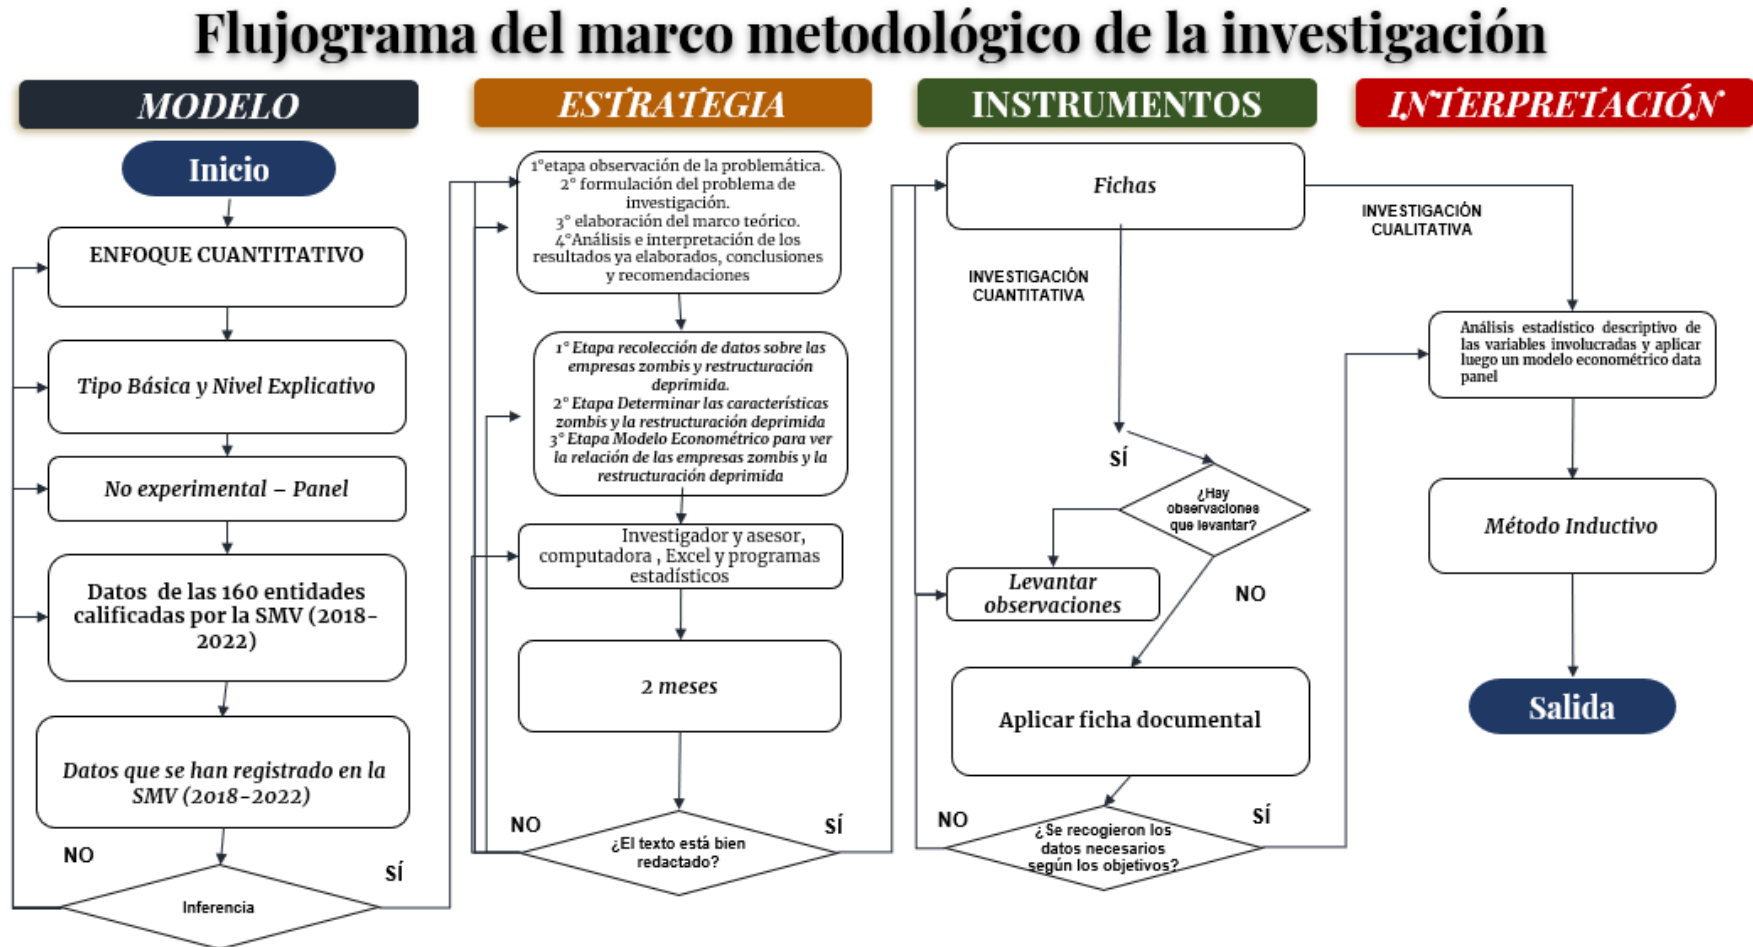 Flujograma del marco metodológico de la investigación
MODELO
Inicio
ENFOQUE CUANTITATIVO
Tipo Básica y Nivel Explicativo
No experimental – Panel
Datos de las 160 entidades
calificadas por la SMV (2018-
2022)
Datos que se han registrado en la
SMV (2018-2022)
NO
SÍ
Inferencia
ESTRATEGIA
1°etapa observación de la problemática.
2° formulación del problema de
investigación.
3° elaboración del marco teórico.
4°Análisis e interpretación de los
resultados ya elaborados, conclusiones
y recomendaciones
1° Etapa recolección de datos sobre las
empresas zombis y restructuración
deprimida.
2° Etapa Determinar las características
zombis y la restructuración deprimida
3° Etapa Modelo Econométrico para ver
la relación de las empresas zombis y la
restructuración deprimida
Investigador y asesor,
computadora , Excel y programas
estadísticos
2 meses
NO
SÍ
¿El texto está bien
redactado?
INSTRUMENTOS
Fichas
INVESTIGACIÓN
CUANTITATIVA
SÍ
¿Hay
observaciones
que levantar?
Levantar
observaciones
NO
Aplicar ficha documental
NO
SÍ
¿Se recogieron los
datos necesarios
según los objetivos?
INTERPRETACIÓN
INVESTIGACIÓN
CUALITATIVA
Análisis estadístico descriptivo de
las variables involucradas y aplicar
luego un modelo econométrico data
panel
Método Inductivo
Salida